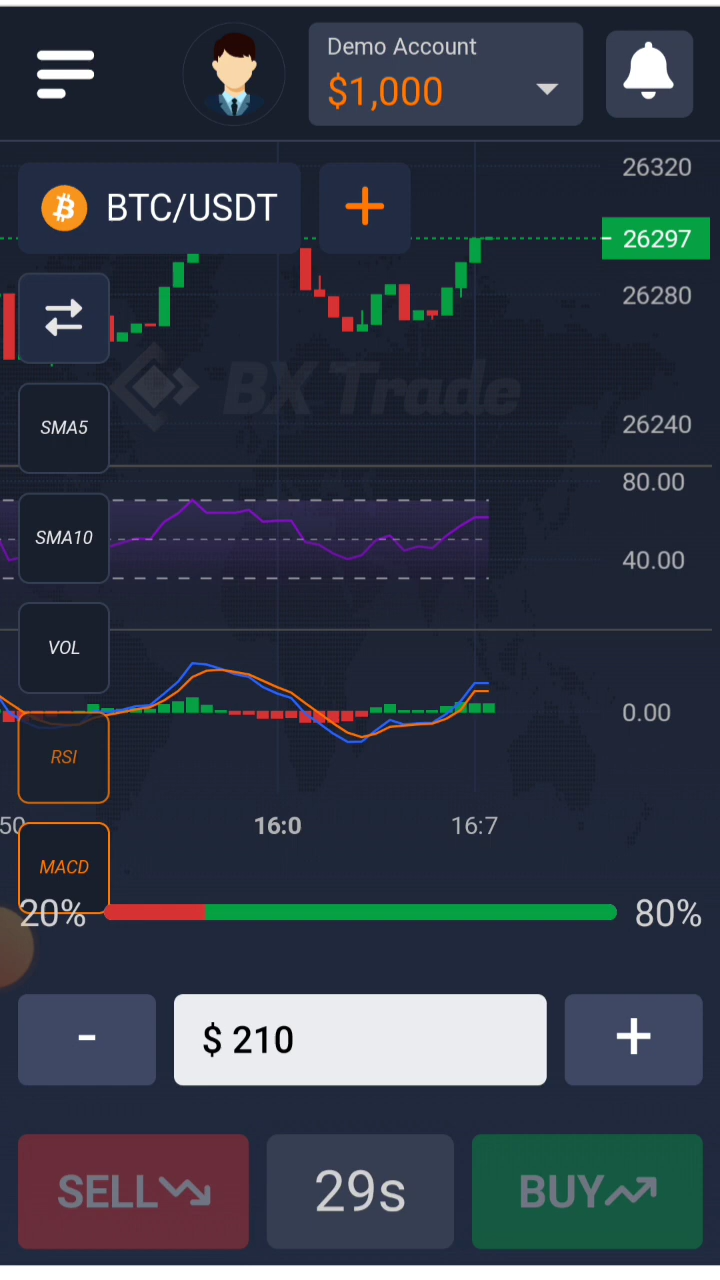 Demo Account
$1,000
26320
BTC/USDT
+
26297
26280
BX Trade
SMA5
26240
80.00
SMA10
40.00
VOL
0.00
RSI
50
16:0
16:7
MACD
20%
80%
-
$ 210
+
SELL
29s
BUY